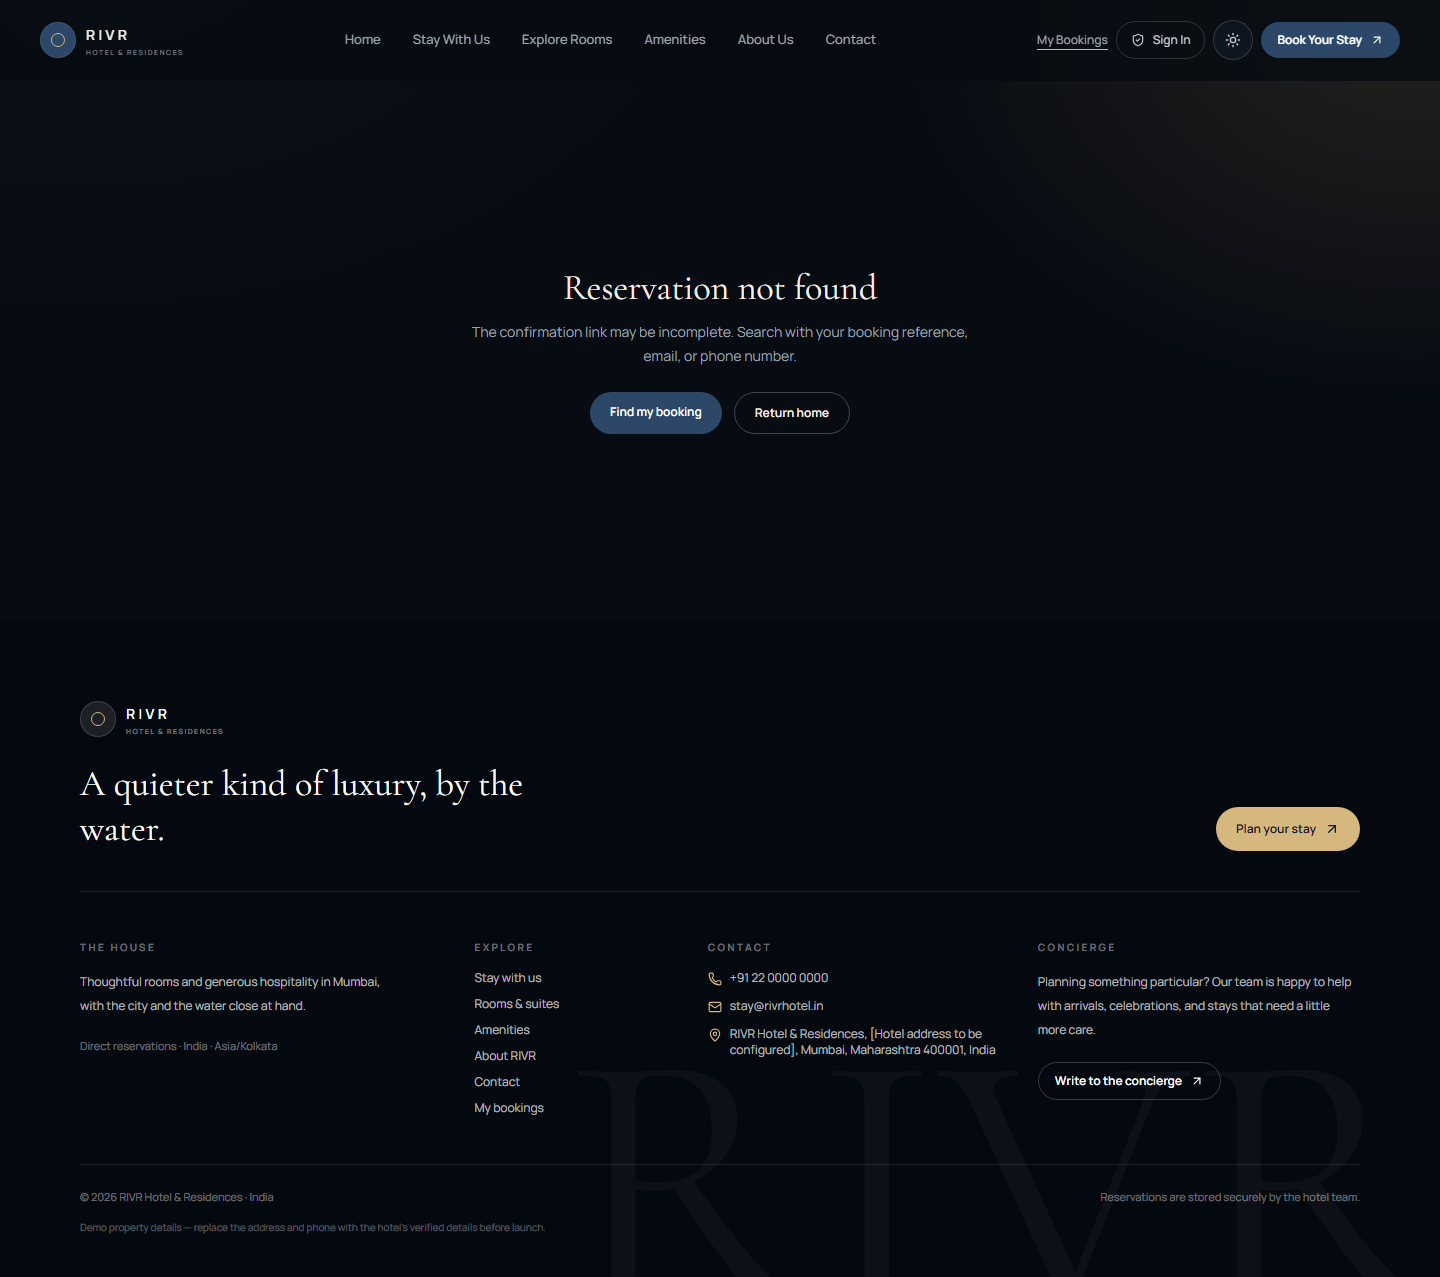 RIVR
HOTEL & RESIDENCES
Home
Stay With Us
Explore Rooms
Amenities
About Us
Contact
My Bookings
Sign In
Book Your Stay
Reservation not found
The confirmation link may be incomplete. Search with your booking reference,
email, or phone number.
Find my booking
Return home
RIVR
HOTEL & RESIDENCES
A quieter kind of luxury, by the
water.
Plan your stay
THE HOUSE
Thoughtful rooms and generous hospitality in Mumbai,
with the city and the water close at hand.
Direct reservations · India · Asia/Kolkata
EXPLORE
Stay with us
Rooms & suites
Amenities
About RIVR
Contact
My bookings
CONTACT
+91 22 0000 0000
stay@rivrhotel.in
RIVR Hotel & Residences, [Hotel address to be
configured], Mumbai, Maharashtra 400001, India
CONCIERGE
Planning something particular? Our team is happy to help
with arrivals, celebrations, and stays that need a little
more care.
Write to the concierge
RIVR
© 2026 RIVR Hotel & Residences · India
Reservations are stored securely by the hotel team.
Demo property details — replace the address and phone with the hotel's verified details before launch.